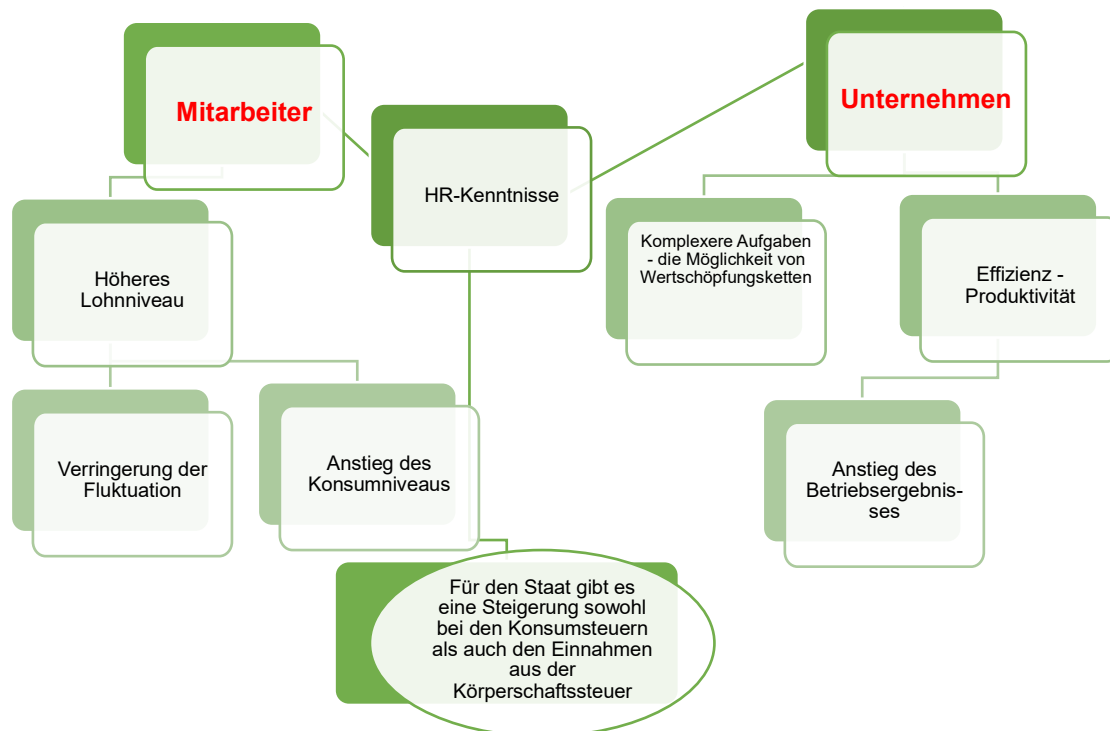 Mitarbeiter
Unternehmen
HR-Kenntnisse
Höheres
Lohnniveau
Komplexere Aufgaben
- die Möglichkeit von
Wertschöpfungsketten
Effizienz -
Produktivität
Verringerung der
Fluktuation
Anstieg des
Konsumniveaus
Anstieg des
Betriebsergebnis-
ses
Für den Staat gibt es
eine Steigerung sowohl
bei den Konsumsteuern
als auch den Einnahmen
aus der
Körperschaftssteuer